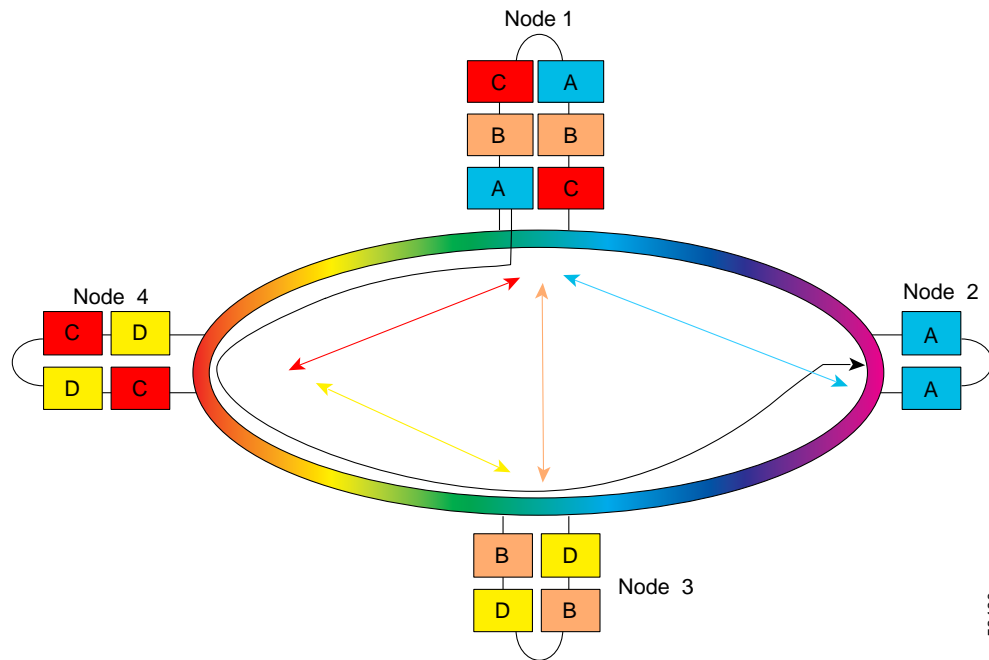 Node 1
C A
B B
A C
Node 4
C D
D C
Node 2
A
A
B D
D B
Node 3